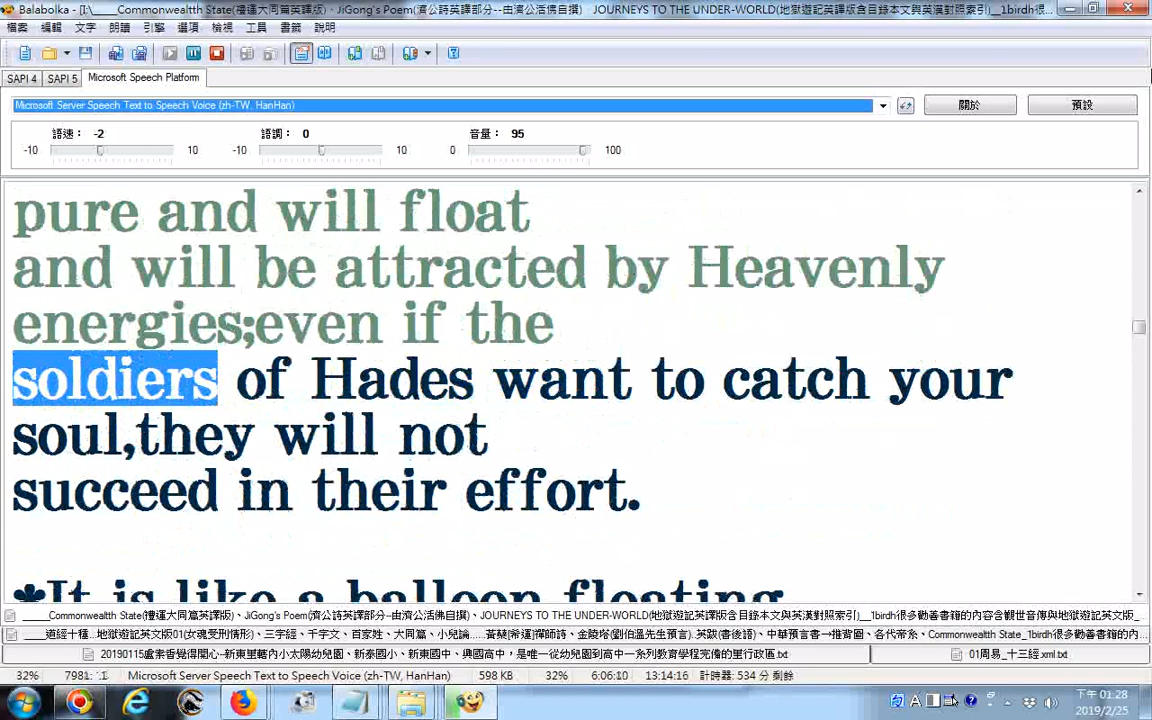 Balabolka - [I:\____Commonwealtth State(禮運大同篇英譯版)、JiGong's Poem(濟公詩英譯部分--由濟公活佛自撰) JOURNEYS TO THE UNDER-WORLD(地獄遊記英譯版含目錄本文與英漢對照索引)__1birdh很...
檔案 編輯 文字 朗讀 引擎 選項 檢視 工具 書籤 說明
SAPI 4 SAPI 5 Microsoft Speech Platform
Microsoft Server Speech Text to Speech Voice (zh-TW, HanHan) 關於 預設
語速： -2 語調： 0 音量： 95
-10 10 -10 10 0 100
pure and will float
and will be attracted by Heavenly
energies;even if the
soldiers of Hades want to catch your
soul,they will not
succeed in their effort.
*It is like a balloon floating
____Commonwealth State(禮運大同篇英譯版)、JiGong's Poem(濟公詩英譯部分--由濟公活佛自撰)、JOURNEYS TO THE UNDER-WORLD(地獄遊記英譯版含目錄本文與英漢對照索引)__1birdh很多勸善書籍的內容含觀世音傳與地獄遊記英文版_
20190115盧素香覺得開心--新東里轄內小太陽幼兒園、新泰國小、新東國中、興國高中，是唯一從幼兒園到高中一系列教育學程完備的里行政區.txt 01周易_十三經.xml.txt
32% 7981: 1 Microsoft Server Speech Text to Speech Voice (zh-TW, HanHan) 598 KB 32% 6:06:10 13:14:16 計時器: 534 分 剩餘
下午 01:28
2019/2/25